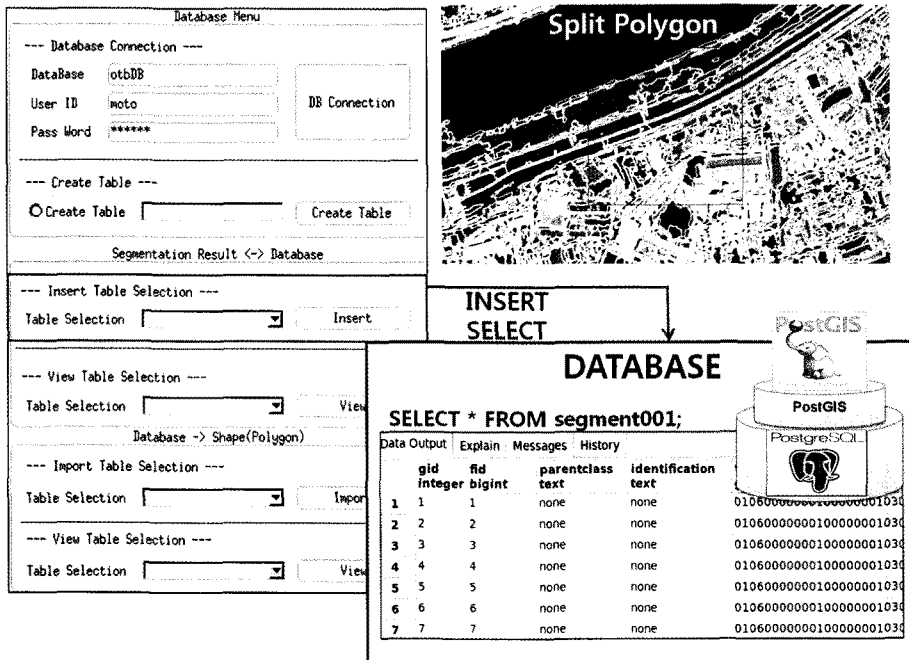 Database Menu
--- Database Connection ---
DataBase otbDB
User ID moto
Pass Word ******
DB Connection
--- Create Table ---
Create Table Create Table
Segmentation Result <-> Database
--- Insert Table Selection ---
Table Selection Insert
--- View Table Selection ---
Table Selection View
Database -> Shape(Polygon)
--- Import Table Selection ---
Table Selection Impor
--- View Table Selection ---
Table Selection View
Split Polygon
INSERT
SELECT
DATABASE
PostGIS
PostGIS
PostgreSQL
SELECT * FROM segment001;
Data Output Explain Messages History
gid integer fid bigint parentclass text identification text
1 1 1 none none 01060000000100000001030
2 2 2 none none 01060000000100000001030
3 3 3 none none 01060000000100000001030
4 4 4 none none 01060000000100000001030
5 5 5 none none 01060000000100000001030
6 6 6 none none 01060000000100000001030
7 7 7 none none 01060000000100000001030